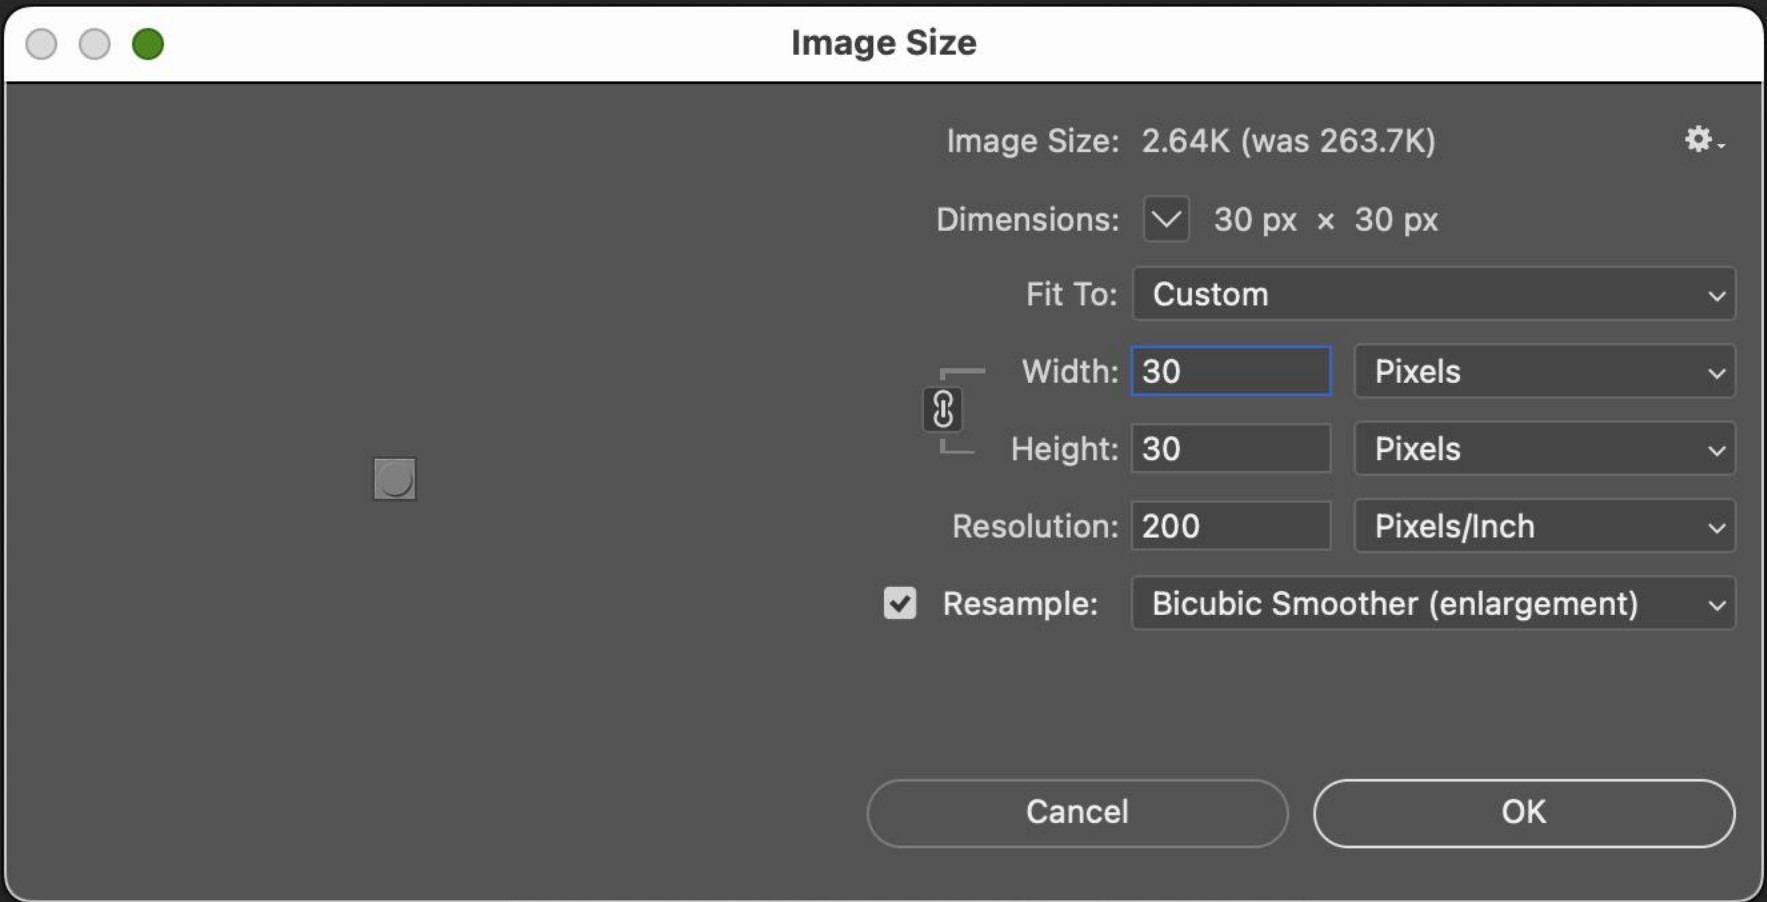 Image Size
Image Size: 2.64K (was 263.7K)
Dimensions: 30 px × 30 px
Fit To: Custom
Width: 30 Pixels
Height: 30 Pixels
Resolution: 200 Pixels/Inch
Resample: Bicubic Smoother (enlargement)
Cancel OK